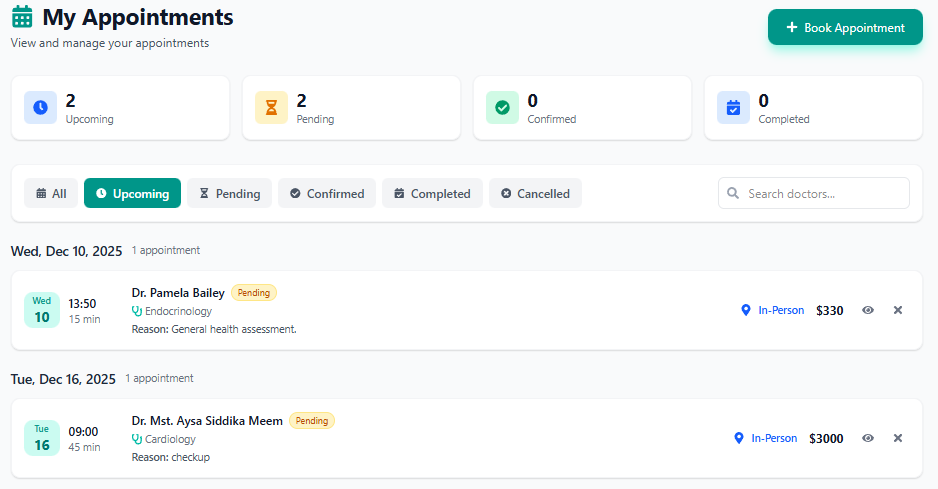 My Appointments
View and manage your appointments
Book Appointment
2
Upcoming
2
Pending
0
Confirmed
0
Completed
All
Upcoming
Pending
Confirmed
Completed
Cancelled
Search doctors...
Wed, Dec 10, 2025 1 appointment
Wed
10
13:50
15 min
Dr. Pamela Bailey Pending
Endocrinology
Reason: General health assessment.
In-Person $330
Tue, Dec 16, 2025 1 appointment
Tue
16
09:00
45 min
Dr. Mst. Aysa Siddika Meem Pending
Cardiology
Reason: checkup
In-Person $3000